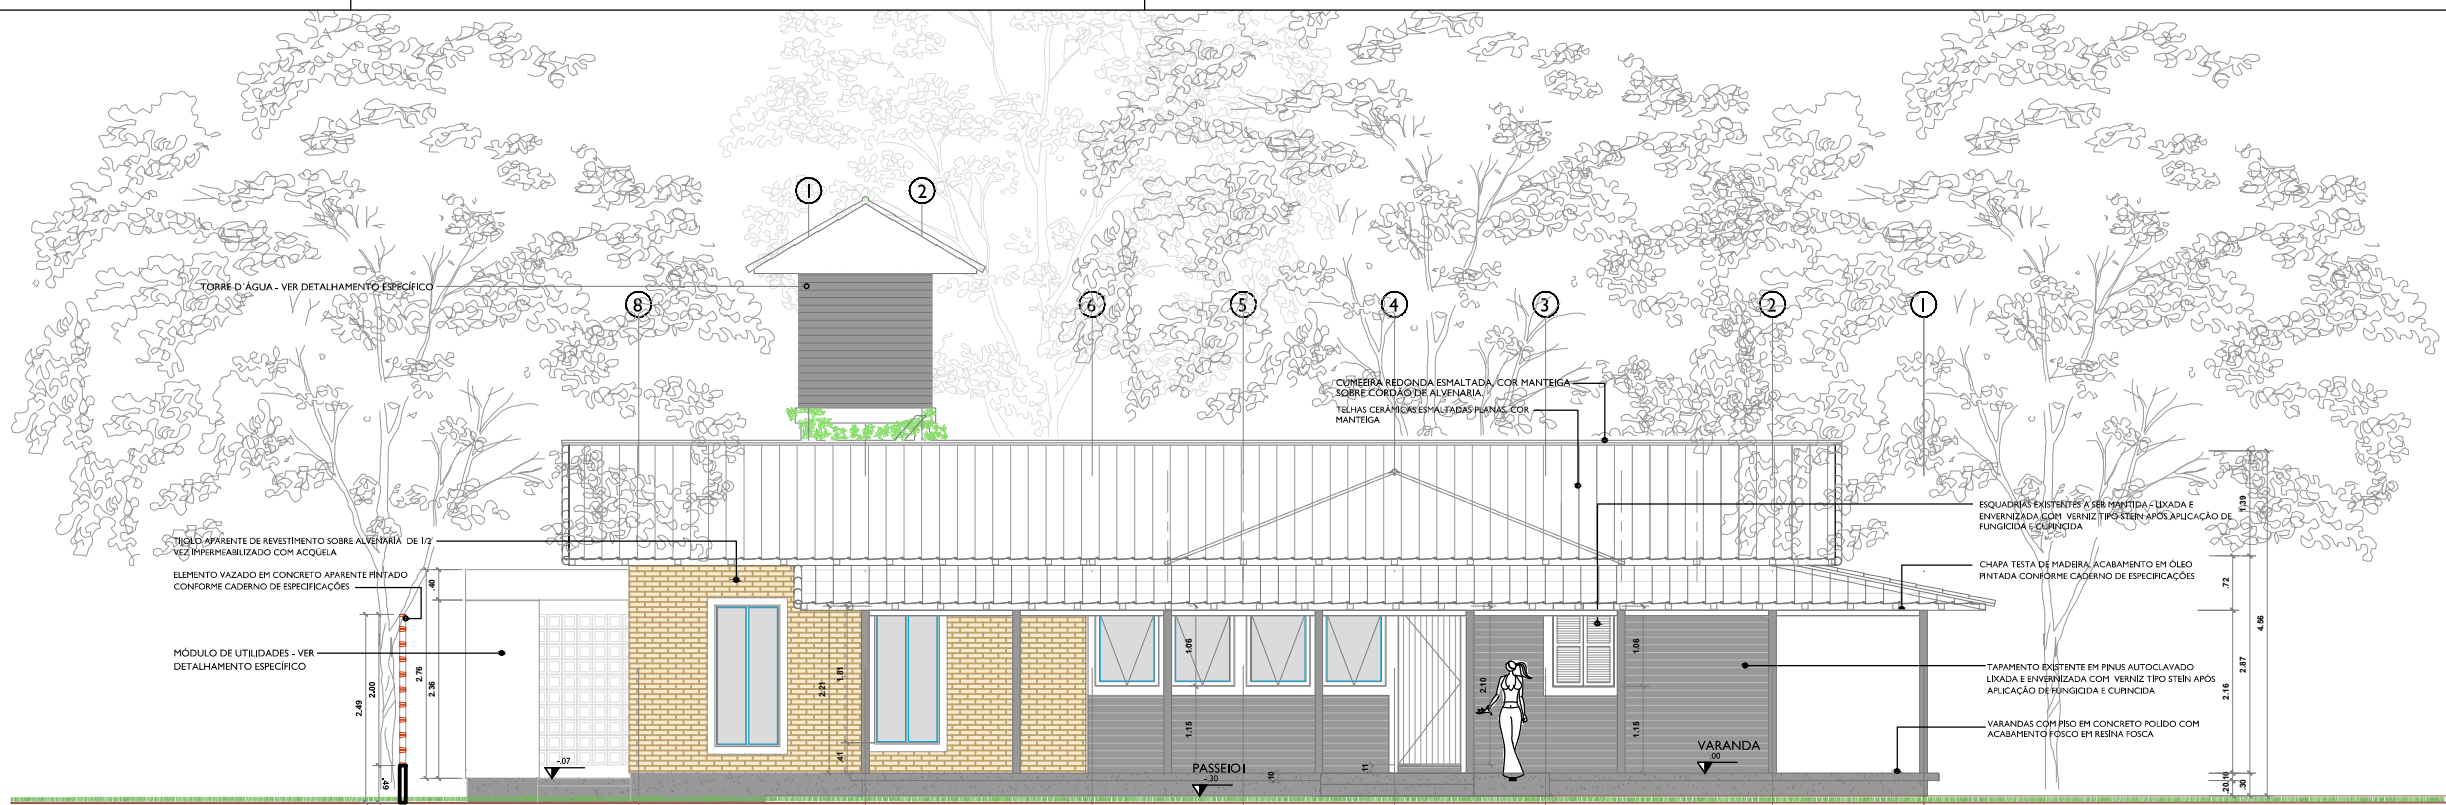 1
2
TORRE D´ÁGUA - VER DETALHAMENTO ESPECÍFICO
8
6
5
4
3
2
1
CUMEEIRA REDONDA ESMALTADA, COR MANTEIGA
SOBRE CORDÃO DE ALVENARIA.
TELHAS CERÂMICAS ESMALTADAS PLANAS, COR
MANTEIGA
ESQUADRIAS EXISTENTES A SER MANTIDA - LIXADA E
ENVERNIZADA COM VERNIZ TIPO STEIN APÓS APLICAÇÃO DE
FUNGICIDA E CUPINCIDA
1.39
TIJOLO APARENTE DE REVESTIMENTO SOBRE ALVENARIA DE 1/2
VEZ IMPERMEABILIZADO COM ACQÜELA
ELEMENTO VAZADO EM CONCRETO APARENTE PINTADO
CONFORME CADERNO DE ESPECIFICAÇÕES
.40
CHAPA TESTA DE MADEIRA, ACABAMENTO EM ÓLEO
PINTADA CONFORME CADERNO DE ESPECIFICAÇÕES
.72
4.56
MÓDULO DE UTILIDADES - VER
DETALHAMENTO ESPECÍFICO
2.49
2.00
2.76
2.36
.49
2.21
1.81
.41
1.06
1.15
2.10
1.06
1.15
.10
.11
TAPAMENTO EXISTENTE EM PINUS AUTOCLAVADO
LIXADA E ENVERNIZADA COM VERNIZ TIPO STEIN APÓS
APLICAÇÃO DE FUNGICIDA E CUPINCIDA
2.16
2.87
VARANDAS COM PISO EM CONCRETO POLIDO COM
ACABAMENTO FOSCO EM RESINA FOSCA
-.07
PASSEIO I
-.30
VARANDA
.00
.20
.10
.30